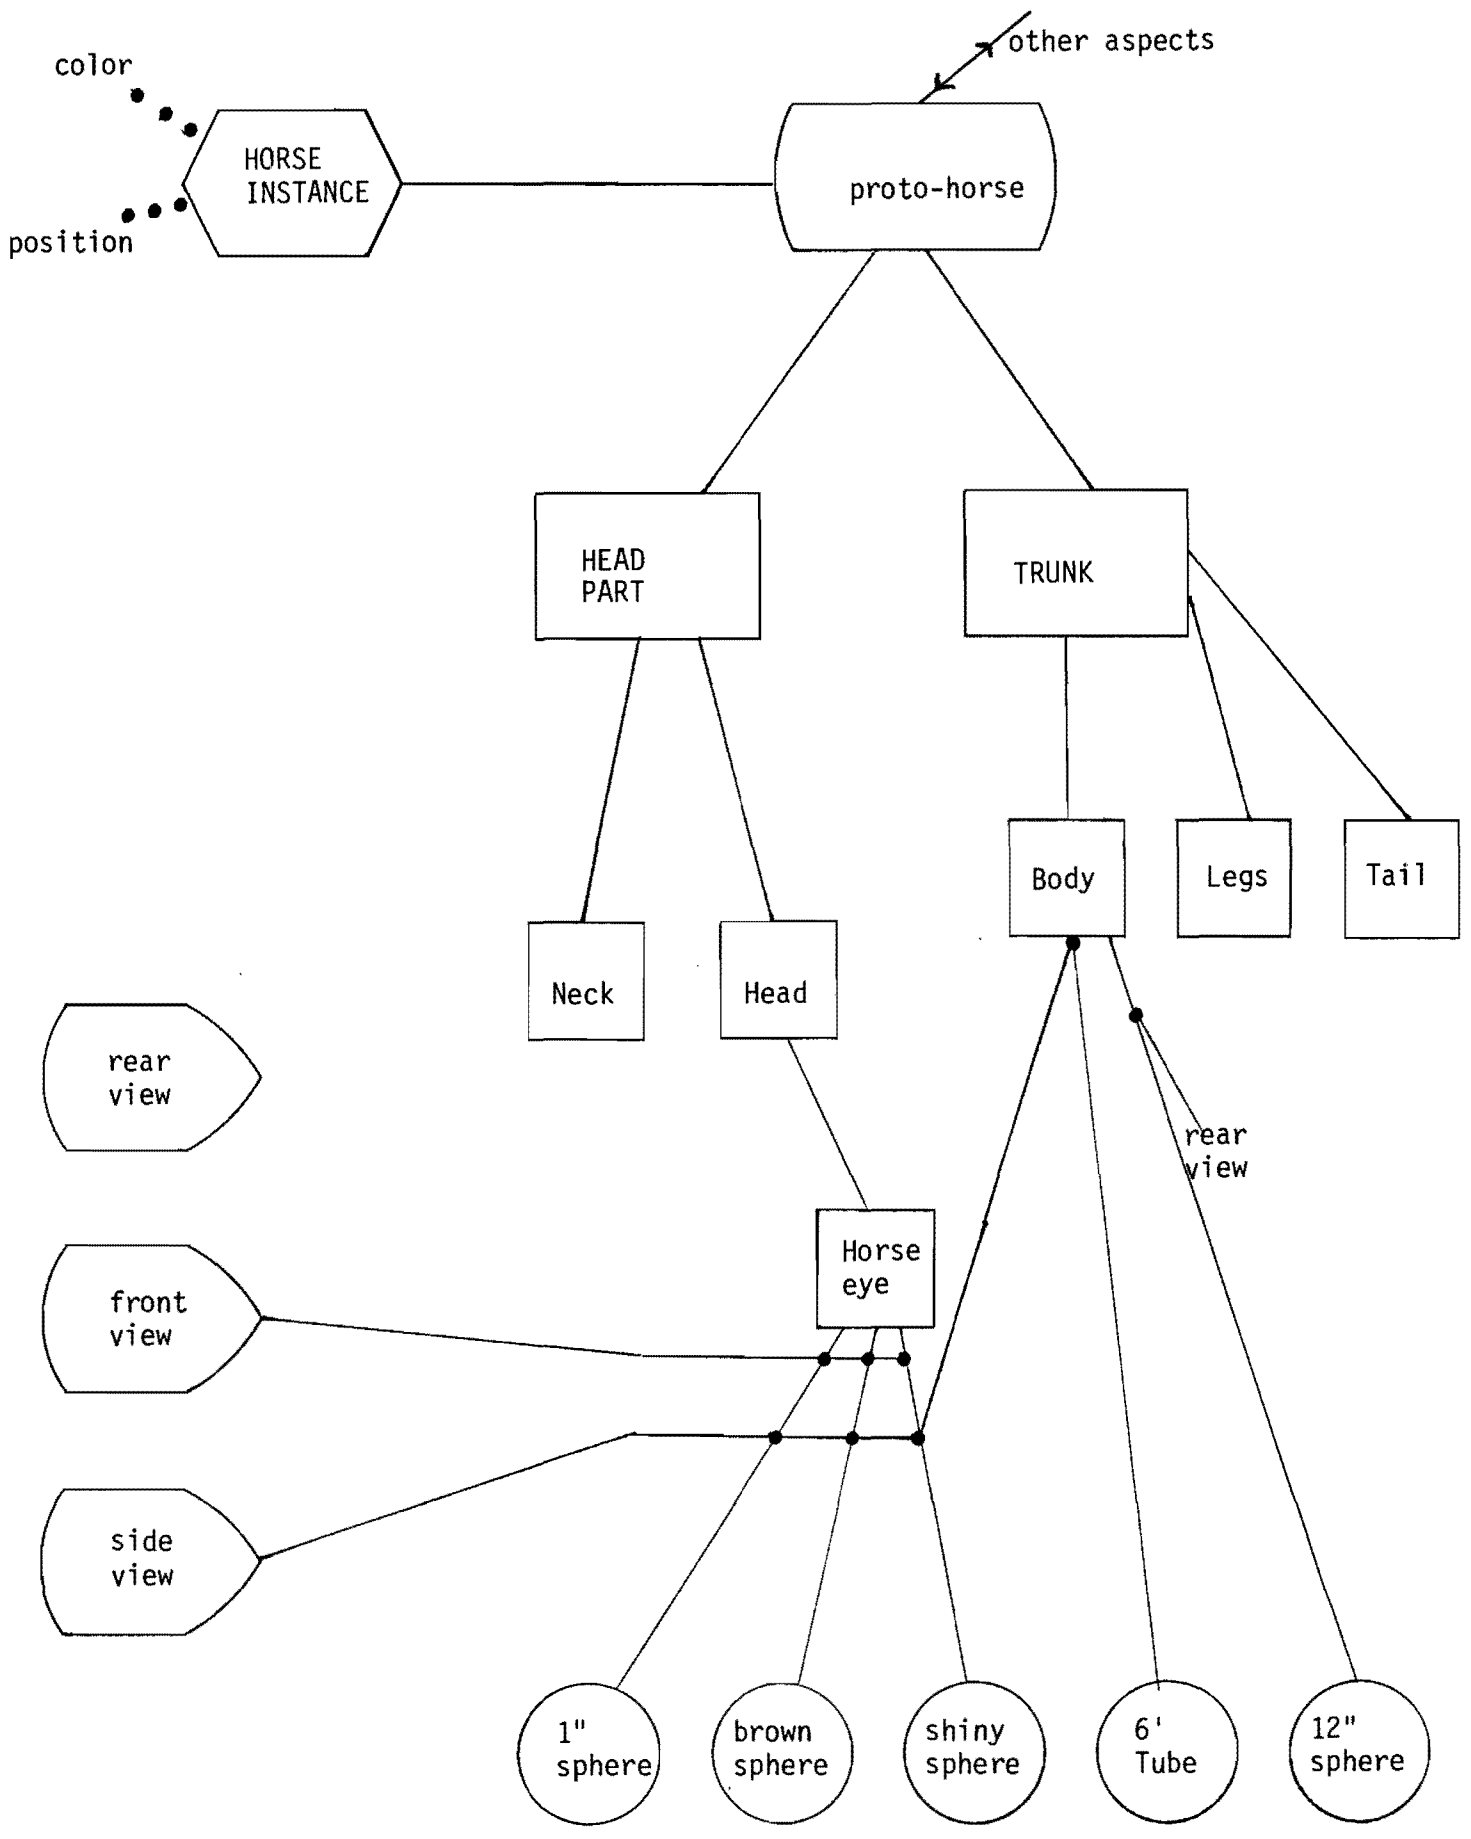 color
other aspects
HORSE
INSTANCE
proto-horse
position
HEAD
PART
TRUNK
Body
Legs
Tail
Neck
Head
rear
view
rear
view
Horse
eye
front
view
side
view
1"
sphere
brown
sphere
shiny
sphere
6'
Tube
12"
sphere